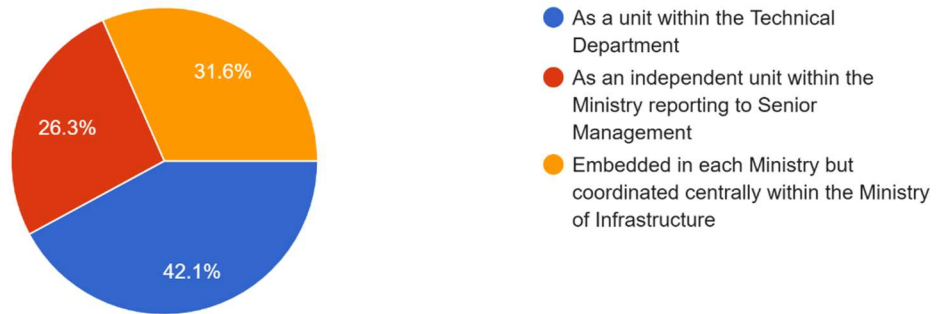 31.6%
26.3%
42.1%
As a unit within the Technical
Department
As an independent unit within the
Ministry reporting to Senior
Management
Embedded in each Ministry but
coordinated centrally within the Ministry
of Infrastructure